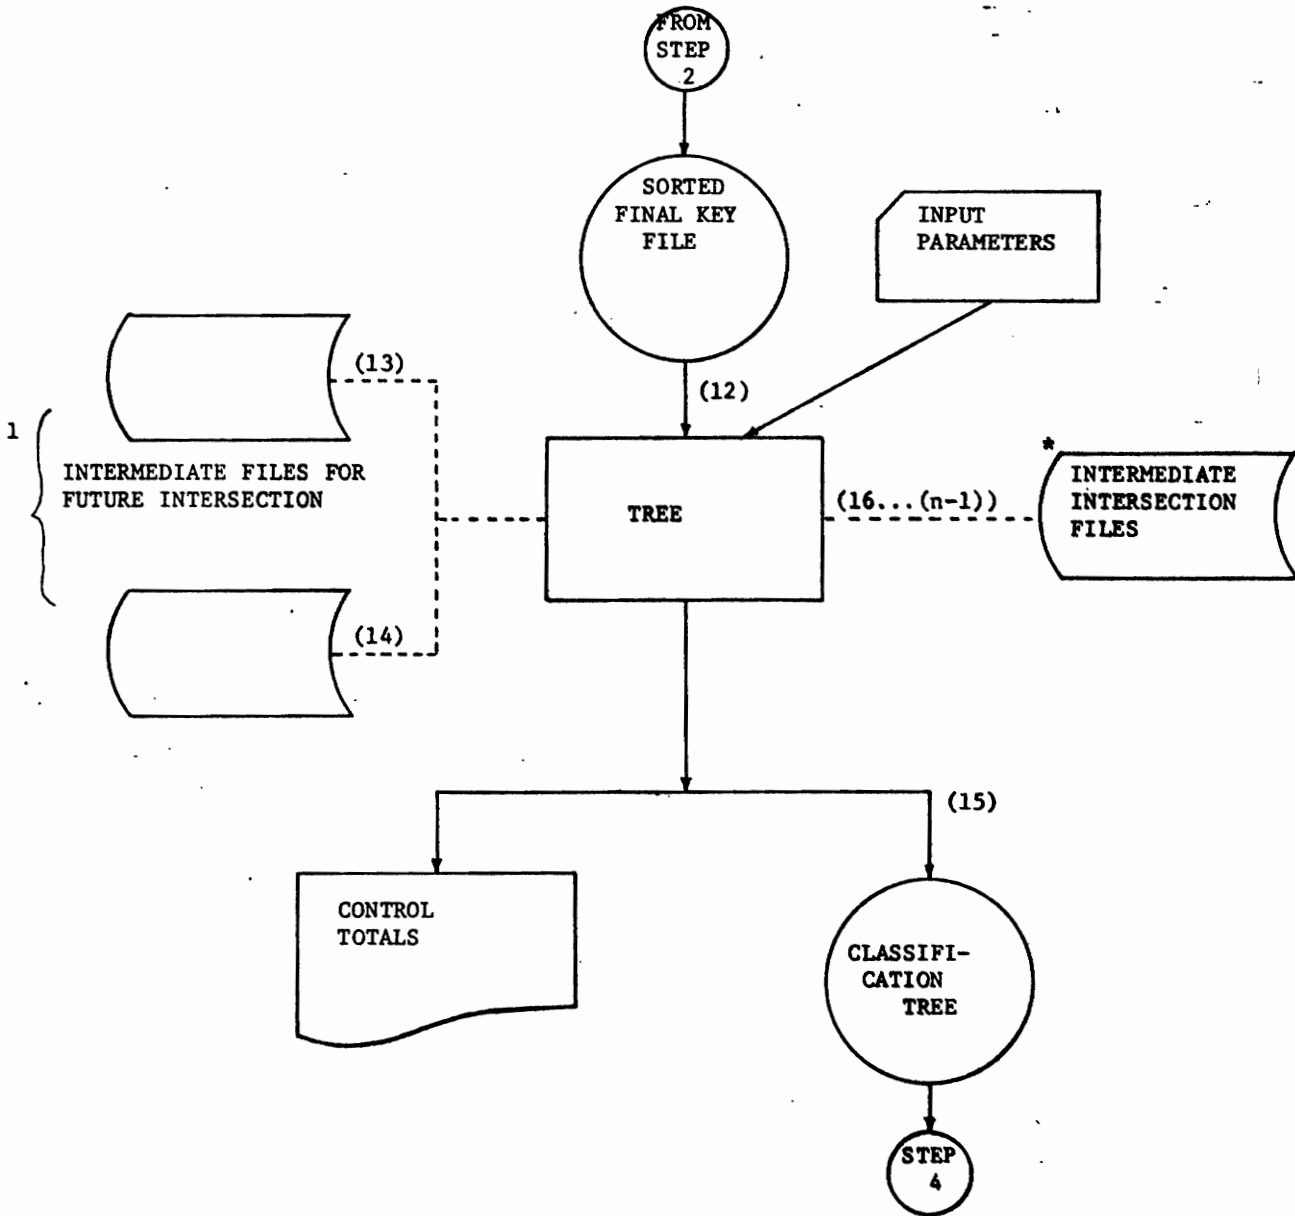 FROM
STEP
2
SORTED
FINAL KEY
FILE
INPUT
PARAMETERS
(13)
(12)
1
INTERMEDIATE FILES FOR
FUTURE INTERSECTION
TREE
(16...(n-1))
*
INTERMEDIATE
INTERSECTION
FILES
(14)
(15)
CONTROL
TOTALS
CLASSIFI-
CATION
TREE
STEP
4